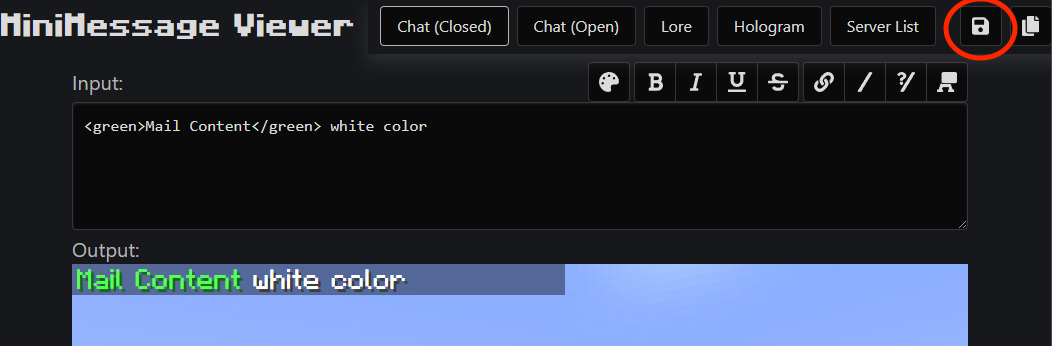 MiniMessage Viewer
Chat (Closed) Chat (Open) Lore Hologram Server List
Input:
B I U S
<green>Mail Content</green> white color
Output:
Mail Content white color